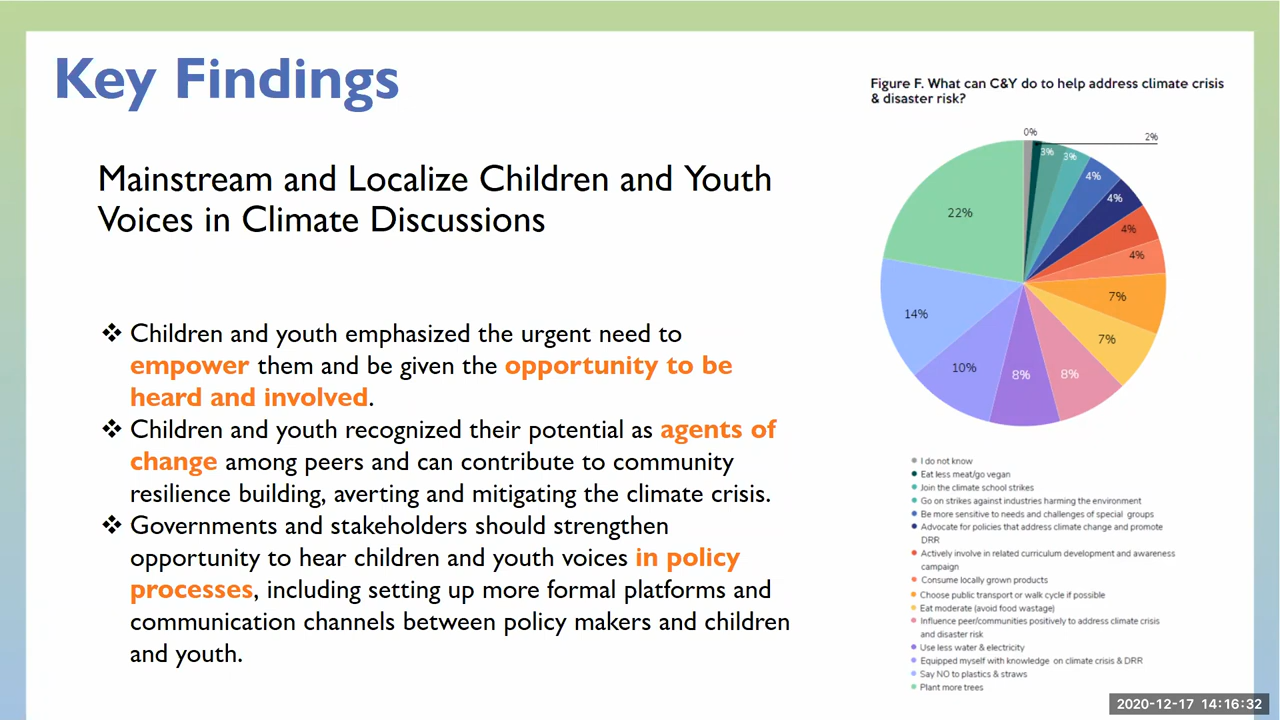 Key Findings
Mainstream and Localize Children and Youth
Voices in Climate Discussions
❖ Children and youth emphasized the urgent need to
empower them and be given the opportunity to be
heard and involved.
❖ Children and youth recognized their potential as agents of
change among peers and can contribute to community
resilience building, averting and mitigating the climate crisis.
❖ Governments and stakeholders should strengthen
opportunity to hear children and youth voices in policy
processes, including setting up more formal platforms and
communication channels between policy makers and children
and youth.
Figure F. What can C&Y do to help address climate crisis
& disaster risk?
0%
2%
3%
3%
4%
4%
4%
4%
7%
7%
8%
8%
10%
14%
22%
I do not know
Eat less meat/go vegan
Join the climate school strikes
Go on strikes against industries harming the environment
Be more sensitive to needs and challenges of special groups
Advocate for policies that address climate change and promote
DRR
Actively involve in related curriculum development and awareness
campaign
Consume locally grown products
Choose public transport or walk cycle if possible
Eat moderate (avoid food wastage)
Influence peer/communities positively to address climate crisis
and disaster risk
Use less water & electricity
Equipped myself with knowledge on climate crisis & DRR
Say NO to plastics & straws
Plant more trees
2020-12-17 14:16:32